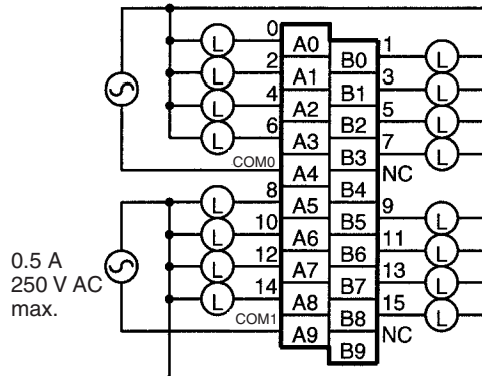 0
L A0 1
2 B0 L
L A1 3
4 B1 L
L A2 5
6 B2 L
L A3 7
COM0 B3 L
A4 NC
8 B4
L A5 9
10 B5 L
L A6 11
12 B6 L
L A7 13
14 B7 L
L A8 15
COM1 B8 L
A9 NC
B9
0.5 A
250 V AC
max.